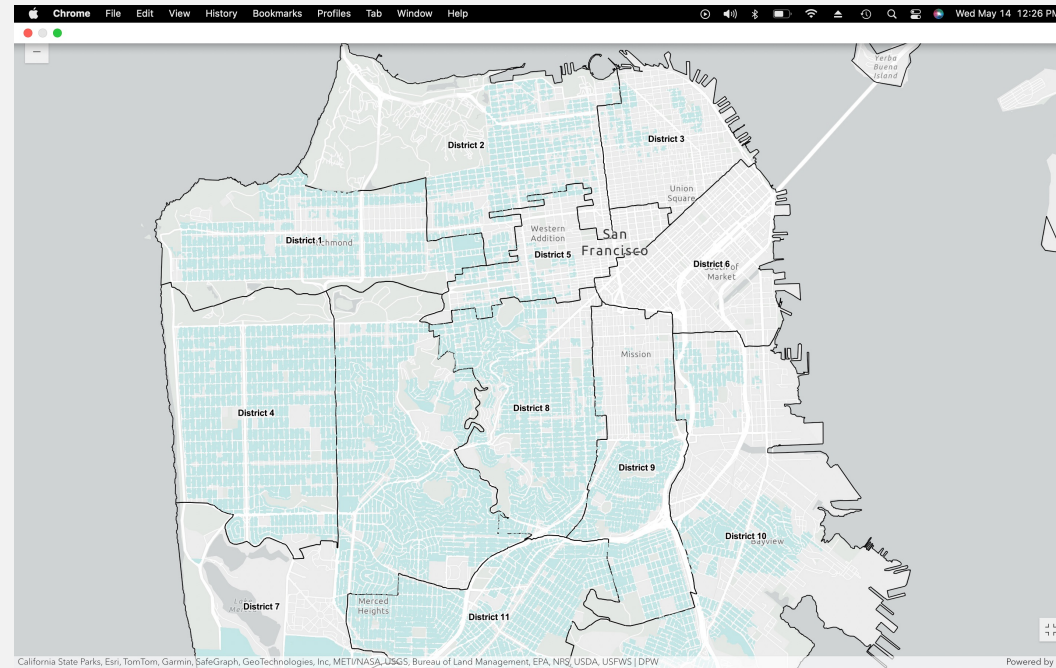 Chrome File Edit View History Bookmarks Profiles Tab Window Help Wed May 14 12:26 PM
Yerba
Buena
Island
District 2
District 3
Union
Square
Western
Addition
San
Francisco
District 1
District 5
District 6
Market
Mission
District 4
District 8
District 9
District 10
Bayview
District 7
Merced
Heights
District 11
California State Parks, Esri, TomTom, Garmin, SafeGraph, GeoTechnologies, Inc, METI/NASA, USGS, Bureau of Land Management, EPA, NPS, USDA, USFWS | DPW
Powered by